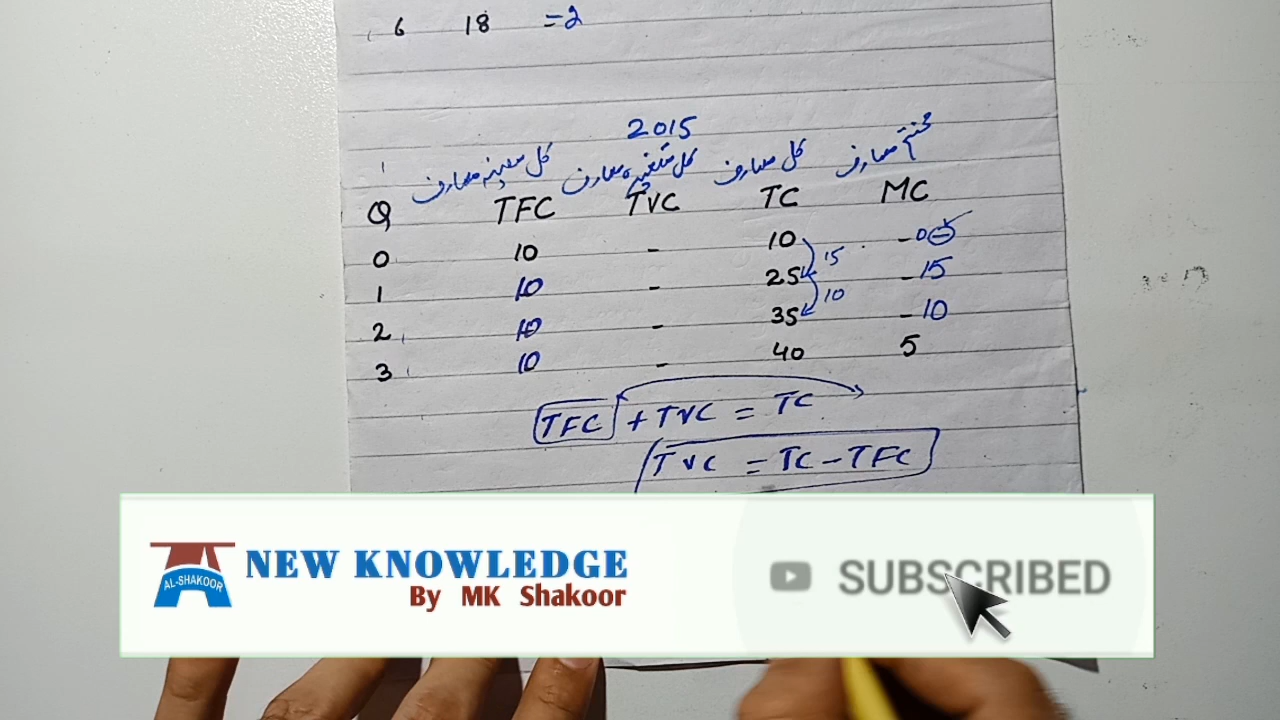 6 18 =2
2015
کل معینہ مصارف کل متغیرہ مصارف کل مصارف مختتم مصارف
Q TFC TVC TC MC
0 10 - 10 - 0
15
1 10 - 25 - 15
10
2 10 - 35 - 10
3 10 - 40 5
TFC + TVC = TC
TVC = TC - TFC
AL-SHAKOOR NEW KNOWLEDGE
By MK Shakoor
SUBSCRIBED